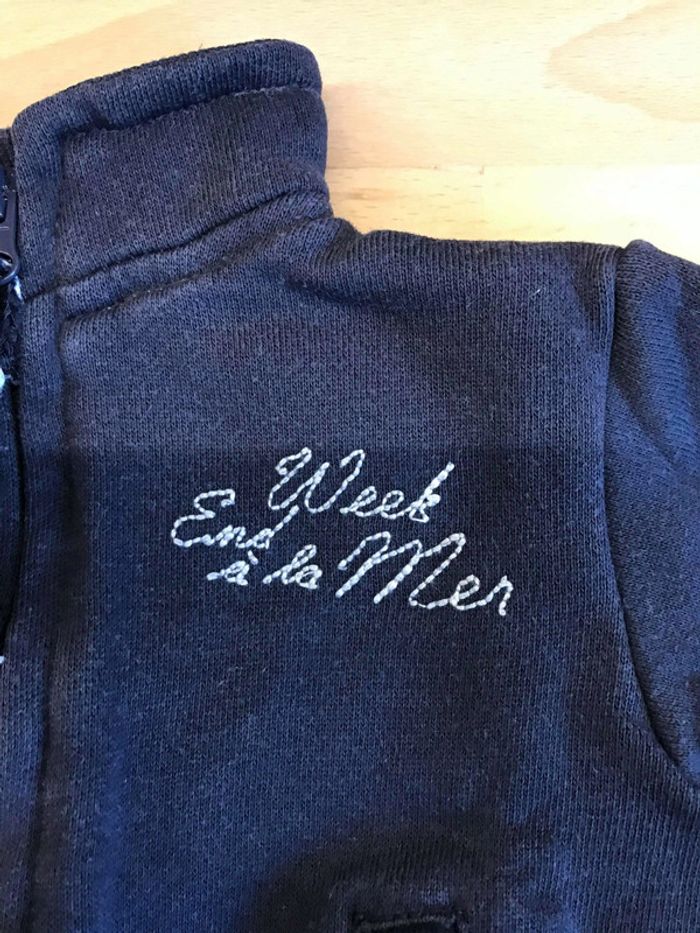 Week
End
à la Mer